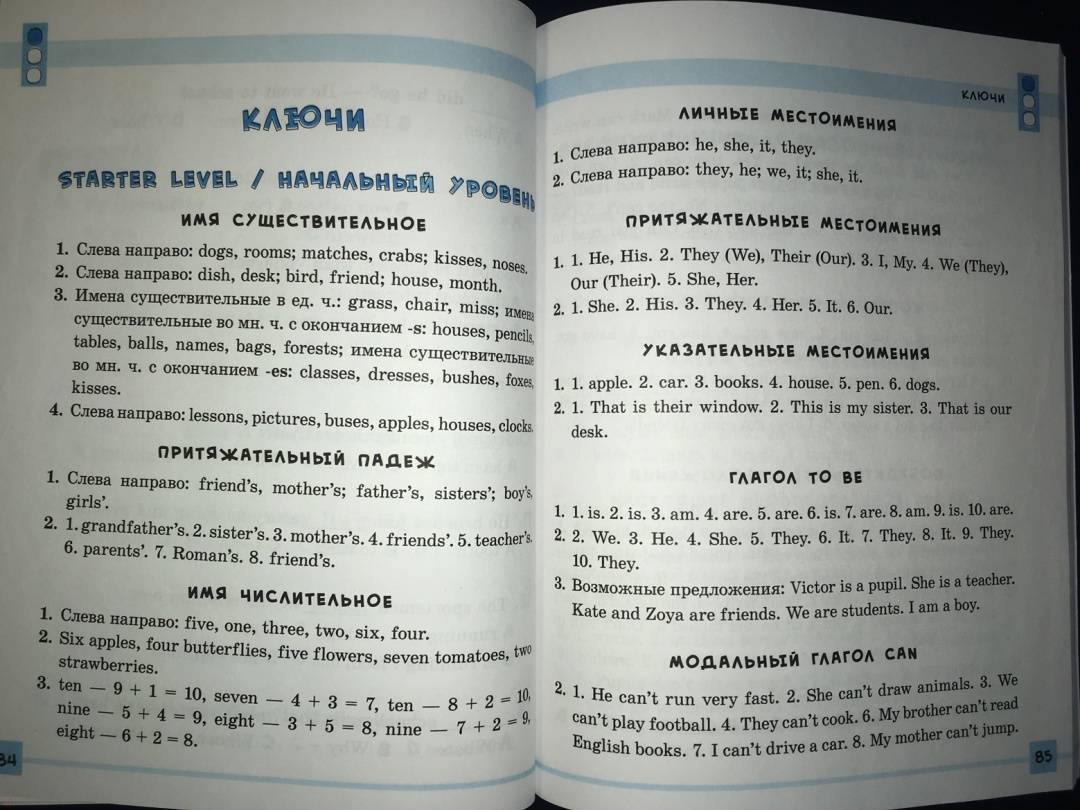 КЛЮЧИ
STARTER LEVEL / НАЧАЛЬНЫЙ УРОВЕНЬ
ИМЯ СУЩЕСТВИТЕЛЬНОЕ
1. Слева направо: dogs, rooms; matches, crabs; kisses, noses.
2. Слева направо: dish, desk; bird, friend; house, month.
3. Имена существительные в ед. ч.: grass, chair, miss; имена
существительные во мн. ч. с окончанием -s: houses, pencils,
tables, balls, names, bags, forests; имена существительные
во мн. ч. с окончанием -es: classes, dresses, bushes, foxes,
kisses.
4. Слева направо: lessons, pictures, buses, apples, houses, clocks.
ПРИТЯЖАТЕЛЬНЫЙ ПАДЕЖ
1. Слева направо: friend's, mother's; father's, sisters'; boy's,
girls'.
2. 1. grandfather's. 2. sister's. 3. mother's. 4. friends'. 5. teacher's.
6. parents'. 7. Roman's. 8. friend's.
ИМЯ ЧИСЛИТЕЛЬНОЕ
1. Слева направо: five, one, three, two, six, four.
2. Six apples, four butterflies, five flowers, seven tomatoes, two
strawberries.
3. ten — 9 + 1 = 10, seven — 4 + 3 = 7, ten — 8 + 2 = 10,
nine — 5 + 4 = 9, eight — 3 + 5 = 8, nine — 7 + 2 = 9,
eight — 6 + 2 = 8.
84
КЛЮЧИ
ЛИЧНЫЕ МЕСТОИМЕНИЯ
1. Слева направо: he, she, it, they.
2. Слева направо: they, he; we, it; she, it.
ПРИТЯЖАТЕЛЬНЫЕ МЕСТОИМЕНИЯ
1. 1. He, His. 2. They (We), Their (Our). 3. I, My. 4. We (They),
Our (Their). 5. She, Her.
2. 1. She. 2. His. 3. They. 4. Her. 5. It. 6. Our.
УКАЗАТЕЛЬНЫЕ МЕСТОИМЕНИЯ
1. 1. apple. 2. car. 3. books. 4. house. 5. pen. 6. dogs.
2. 1. That is their window. 2. This is my sister. 3. That is our
desk.
ГЛАГОЛ TO BE
1. 1. is. 2. is. 3. am. 4. are. 5. are. 6. is. 7. are. 8. am. 9. is. 10. are.
2. 2. We. 3. He. 4. She. 5. They. 6. It. 7. They. 8. It. 9. They.
10. They.
3. Возможные предложения: Victor is a pupil. She is a teacher.
Kate and Zoya are friends. We are students. I am a boy.
МОДАЛЬНЫЙ ГЛАГОЛ CAN
2. 1. He can't run very fast. 2. She can't draw animals. 3. We
can't play football. 4. They can't cook. 6. My brother can't read
English books. 7. I can't drive a car. 8. My mother can't jump.
85